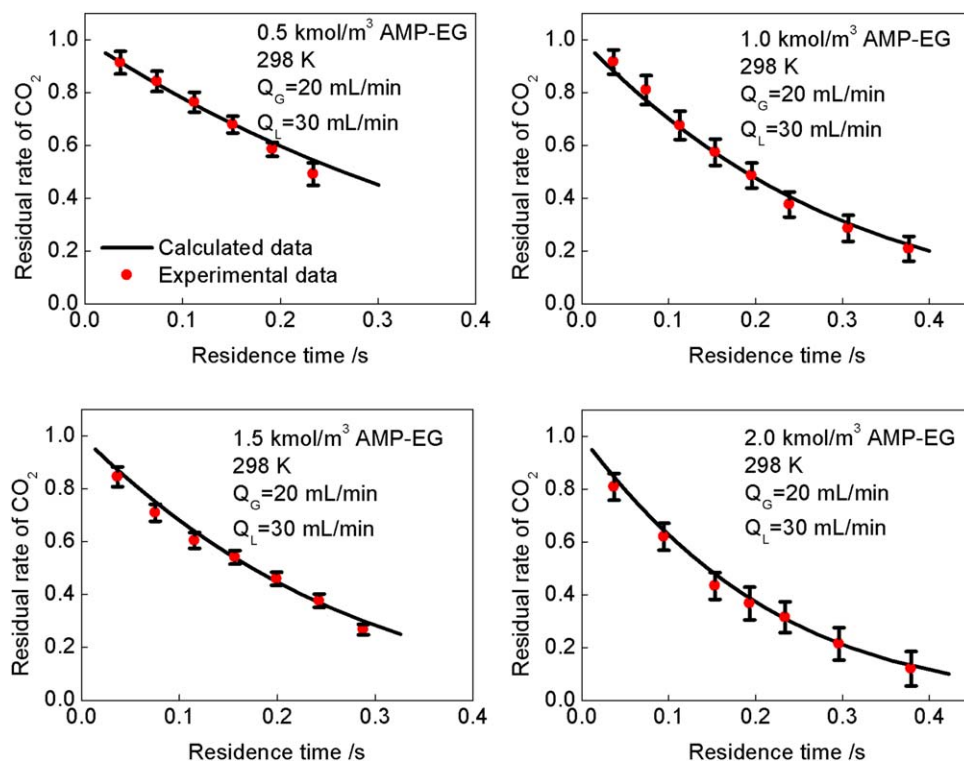 0.5 kmol/m³ AMP-EG
298 K
Q_G=20 mL/min
Q_L=30 mL/min
Calculated data
Experimental data
Residual rate of CO₂
1.0
0.8
0.6
0.4
0.2
0.0
0.0 0.1 0.2 0.3 0.4
Residence time /s
1.0 kmol/m³ AMP-EG
298 K
Q_G=20 mL/min
Q_L=30 mL/min
Residual rate of CO₂
1.0
0.8
0.6
0.4
0.2
0.0
0.0 0.1 0.2 0.3 0.4
Residence time /s
1.5 kmol/m³ AMP-EG
298 K
Q_G=20 mL/min
Q_L=30 mL/min
Residual rate of CO₂
1.0
0.8
0.6
0.4
0.2
0.0
0.0 0.1 0.2 0.3 0.4
Residence time /s
2.0 kmol/m³ AMP-EG
298 K
Q_G=20 mL/min
Q_L=30 mL/min
Residual rate of CO₂
1.0
0.8
0.6
0.4
0.2
0.0
0.0 0.1 0.2 0.3 0.4
Residence time /s